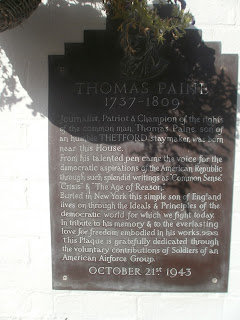 THOMAS PAINE
1737-1809
Journalist, Patriot & Champion of the rights
of the common man, Thomas Paine, son of
an humble THETFORD staymaker, was born
near this House.
From his talented pen came the voice for the
democratic aspirations of the American Republic
through such splendid writings as "Common Sense,"
"Crisis" & "The Age of Reason."
Buried in New York this simple son of England
lives on through the Ideals & Principles of the
democratic world for which we fight today.
In tribute to his memory & to the everlasting
love for freedom embodied in his works,
This Plaque is gratefully dedicated through
the voluntary contributions of Soldiers of an
American Airforce Group.
OCTOBER 21st 1943